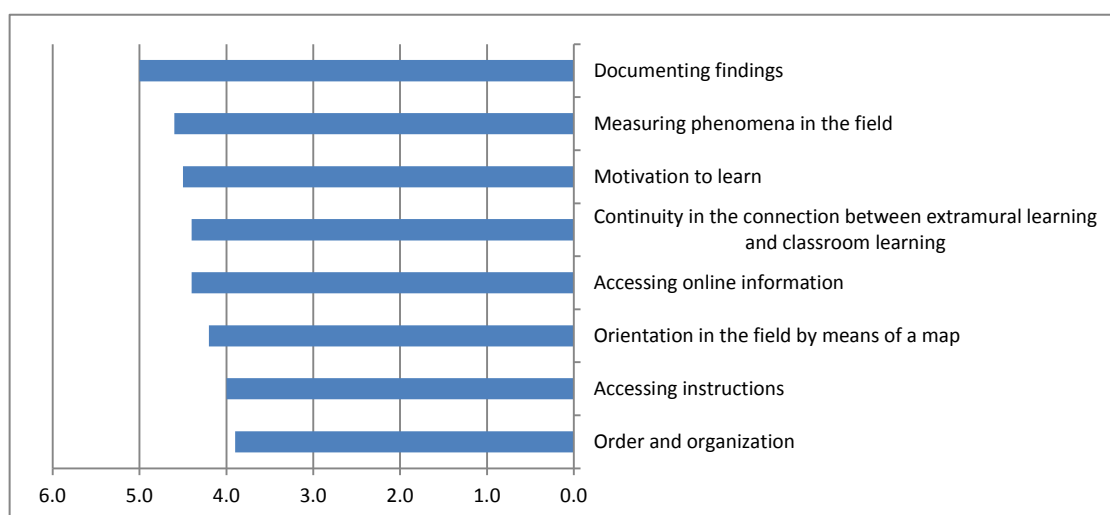 Documenting findings
Measuring phenomena in the field
Motivation to learn
Continuity in the connection between extramural learning
and classroom learning
Accessing online information
Orientation in the field by means of a map
Accessing instructions
Order and organization
6.0 5.0 4.0 3.0 2.0 1.0 0.0